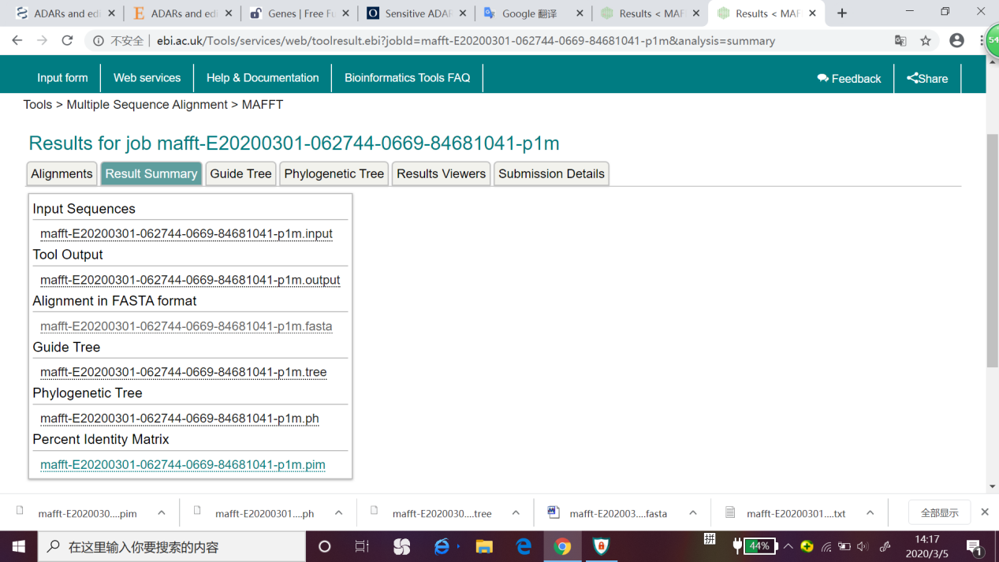 ADARs and edi
ADARs and edi
Genes | Free Fu
Sensitive ADAR
Google 翻译
Results < MAF
Results < MAF
不安全 | ebi.ac.uk/Tools/services/web/toolresult.ebi?jobId=mafft-E20200301-062744-0669-84681041-p1m&analysis=summary
54
Input form
Web services
Help & Documentation
Bioinformatics Tools FAQ
Feedback
Share
Tools > Multiple Sequence Alignment > MAFFT
Results for job mafft-E20200301-062744-0669-84681041-p1m
Alignments
Result Summary
Guide Tree
Phylogenetic Tree
Results Viewers
Submission Details
Input Sequences
mafft-E20200301-062744-0669-84681041-p1m.input
Tool Output
mafft-E20200301-062744-0669-84681041-p1m.output
Alignment in FASTA format
mafft-E20200301-062744-0669-84681041-p1m.fasta
Guide Tree
mafft-E20200301-062744-0669-84681041-p1m.tree
Phylogenetic Tree
mafft-E20200301-062744-0669-84681041-p1m.ph
Percent Identity Matrix
mafft-E20200301-062744-0669-84681041-p1m.pim
mafft-E2020030....pim
mafft-E20200301....ph
mafft-E2020030....tree
mafft-E202003....fasta
mafft-E20200301....txt
全部显示
在这里输入你要搜索的内容
拼
44%
14:17
2020/3/5
1